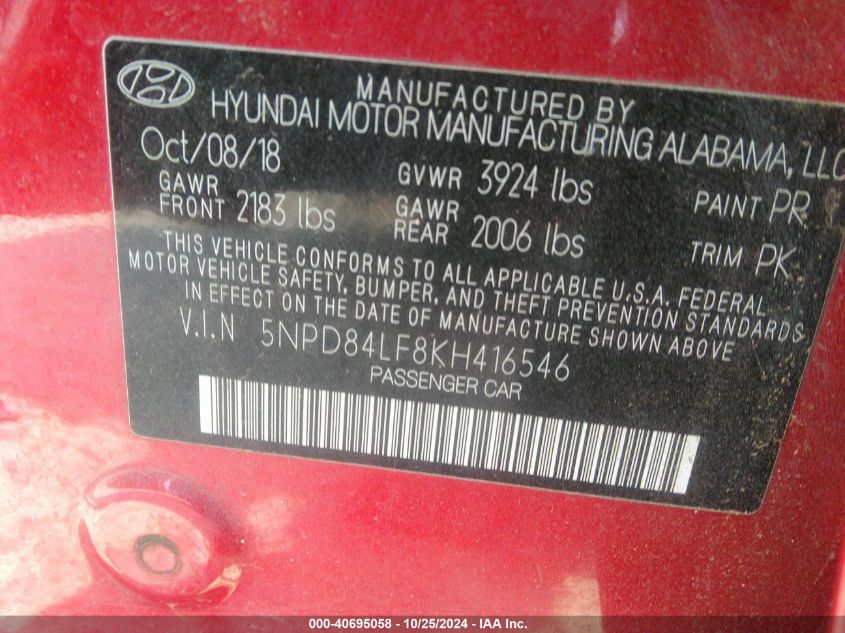 MANUFACTURED BY
HYUNDAI MOTOR MANUFACTURING ALABAMA, LLC
Oct/08/18 GVWR 3924 lbs PAINT PR
GAWR FRONT 2183 lbs GAWR REAR 2006 lbs TRIM PK
THIS VEHICLE CONFORMS TO ALL APPLICABLE U.S.A. FEDERAL
MOTOR VEHICLE SAFETY, BUMPER, AND THEFT PREVENTION STANDARDS
IN EFFECT ON THE DATE OF MANUFACTURE SHOWN ABOVE
V.I.N 5NPD84LF8KH416546
PASSENGER CAR
000-40695058 - 10/25/2024 - IAA Inc.